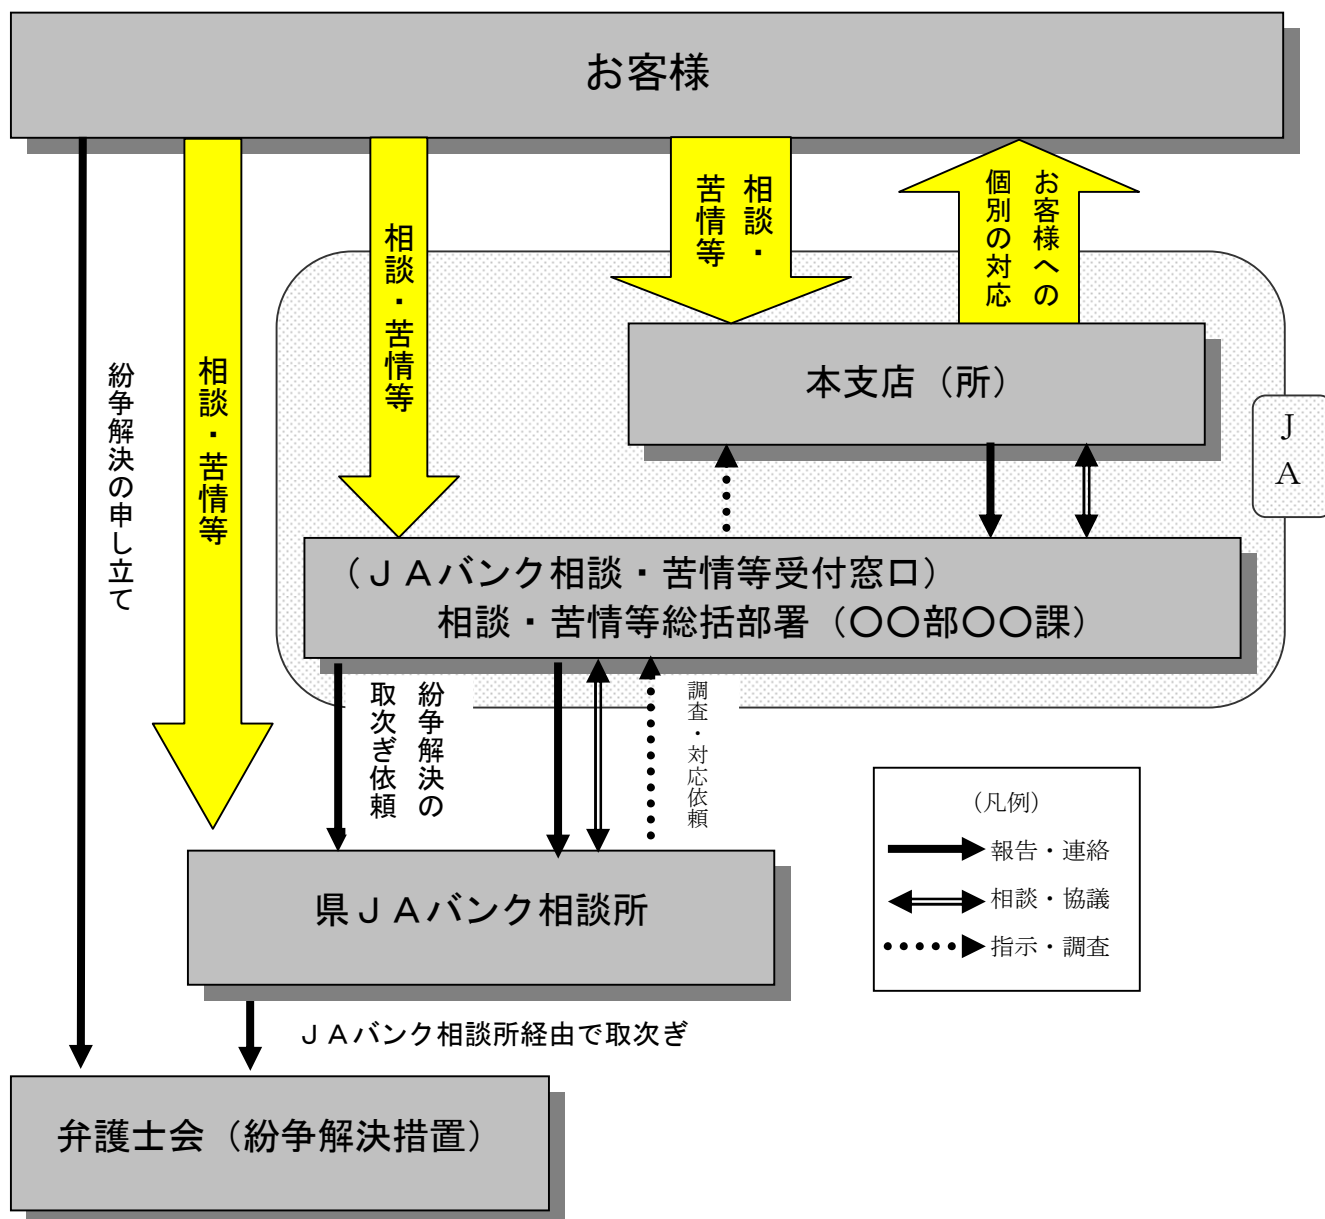 お客様
相談・
苦情等
お客様への
個別の対応
相談・苦情等
相談・苦情等
紛争解決の申し立て
本支店（所）
ＪＡ
（ＪＡバンク相談・苦情等受付窓口）
相談・苦情等総括部署（〇〇部〇〇課）
紛争解決の
取次ぎ依頼
調査・対応依頼
（凡例）
報告・連絡
相談・協議
指示・調査
県ＪＡバンク相談所
ＪＡバンク相談所経由で取次ぎ
弁護士会（紛争解決措置）